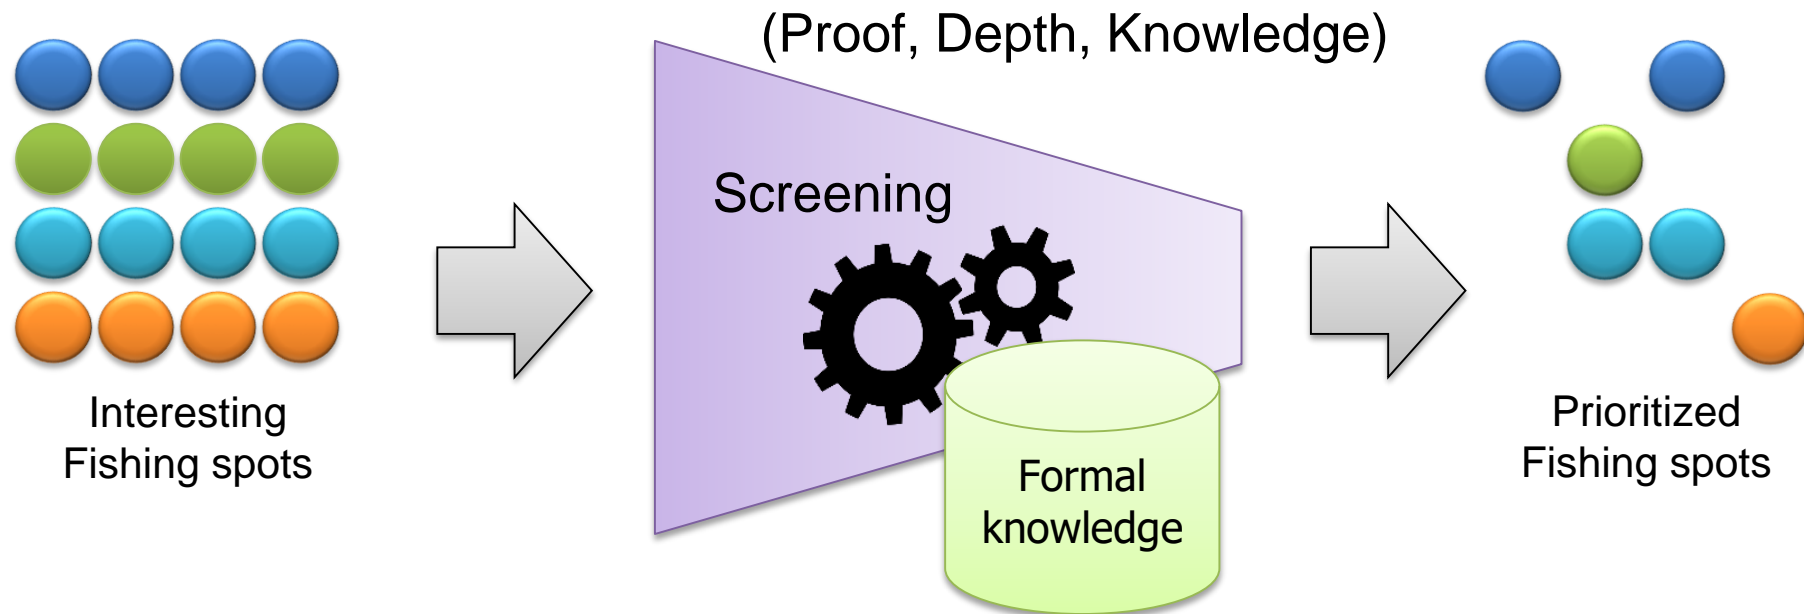 (Proof, Depth, Knowledge)
Screening
Interesting
Fishing spots
Formal
knowledge
Prioritized
Fishing spots